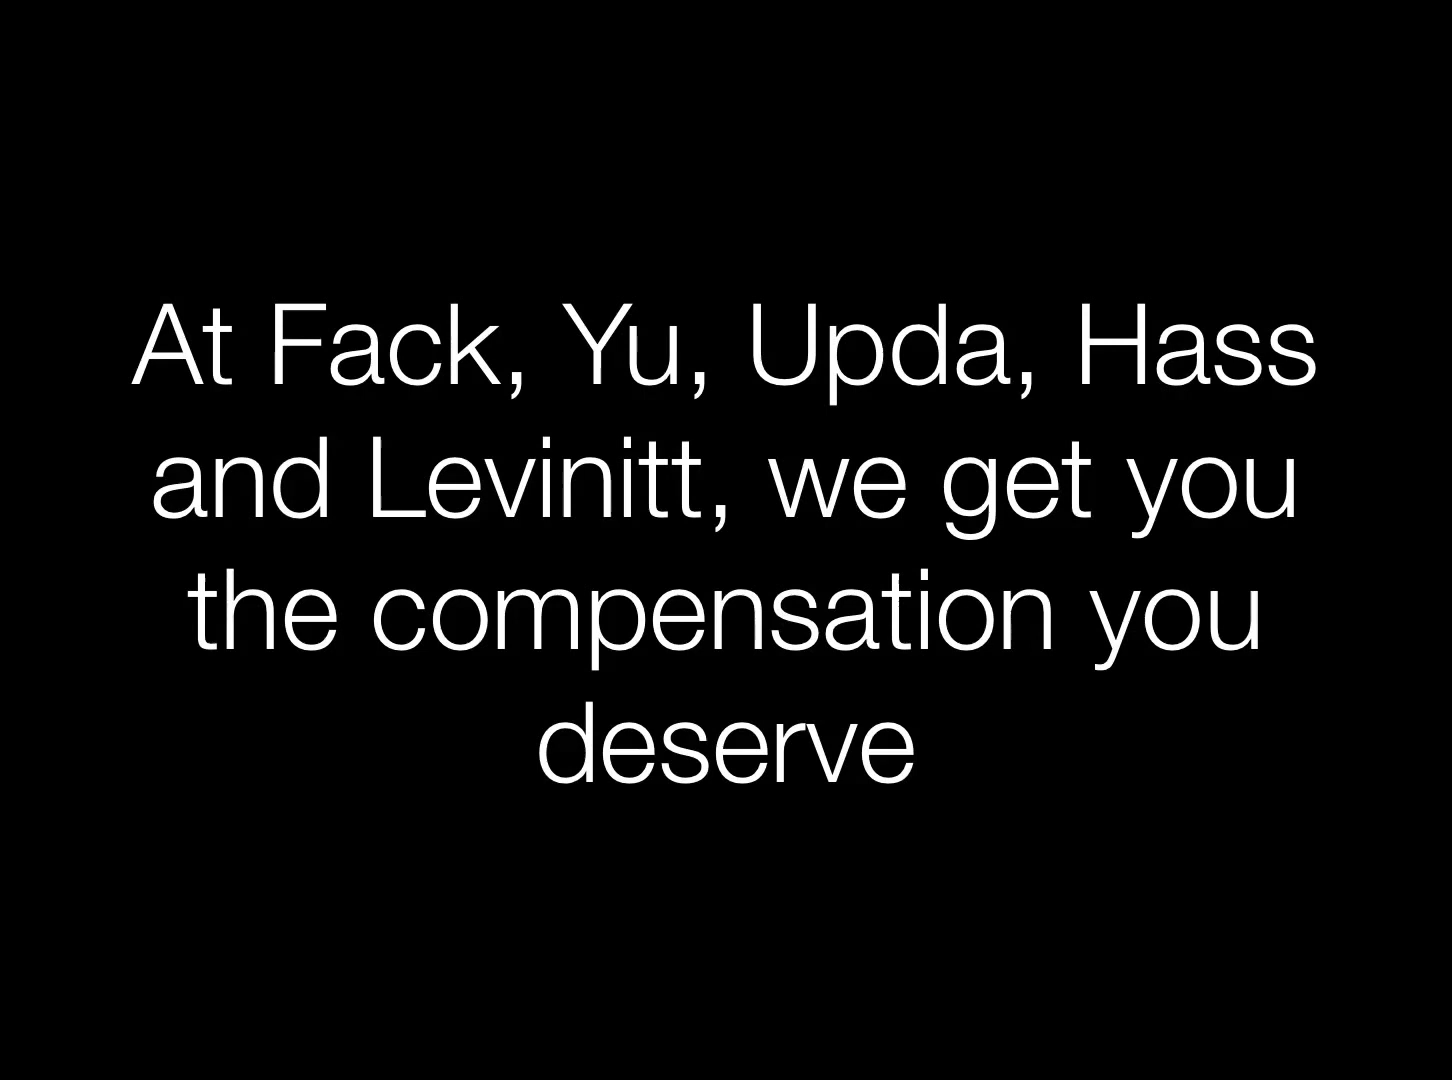 At Fack, Yu, Upda, Hass
and Levinitt, we get you
the compensation you
deserve